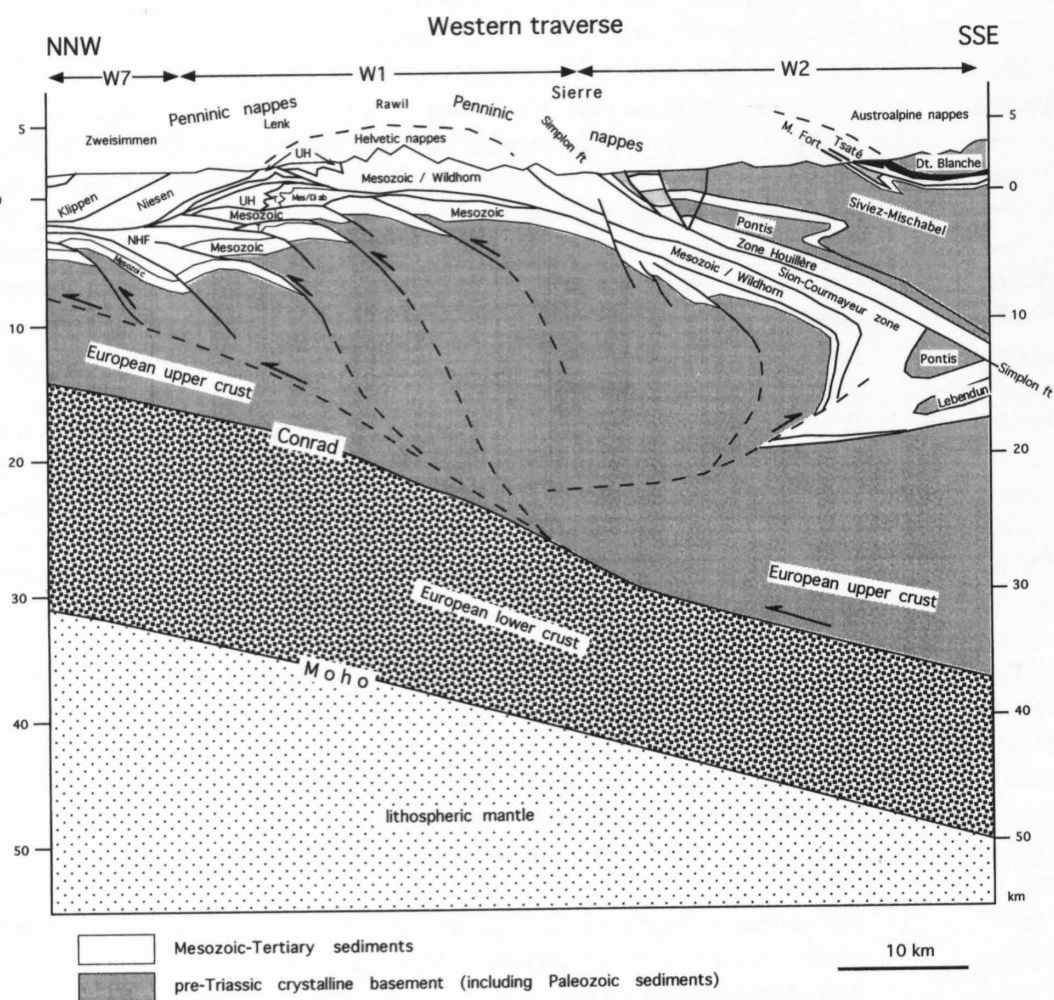 Western traverse
NNW
SSE
W7
W1
W2
Sierre
Penninic nappes
Rawil
Penninic
nappes
Simplon ft
Austroalpine nappes
Zweisimmen
Lenk
Helvetic nappes
M. Fort
Tsaté
Dt. Blanche
5
5
0
UH
Mesozoic / Wildhorn
Klippen
Niesen
UH
T
Mesozoic
Mesozoic
Siviez-Mischabel
Pontis
Zone Houillère
NHF
Mesozoic
Mesozoic
Mesozoic / Wildhorn
Sion-Courmayeur zone
10
10
European upper crust
Pontis
Simplon ft
Lebendun
Conrad
20
20
30
30
European upper crust
European lower crust
Moho
40
40
lithospheric mantle
50
50
km
Mesozoic-Tertiary sediments
10 km
pre-Triassic crystalline basement (including Paleozoic sediments)